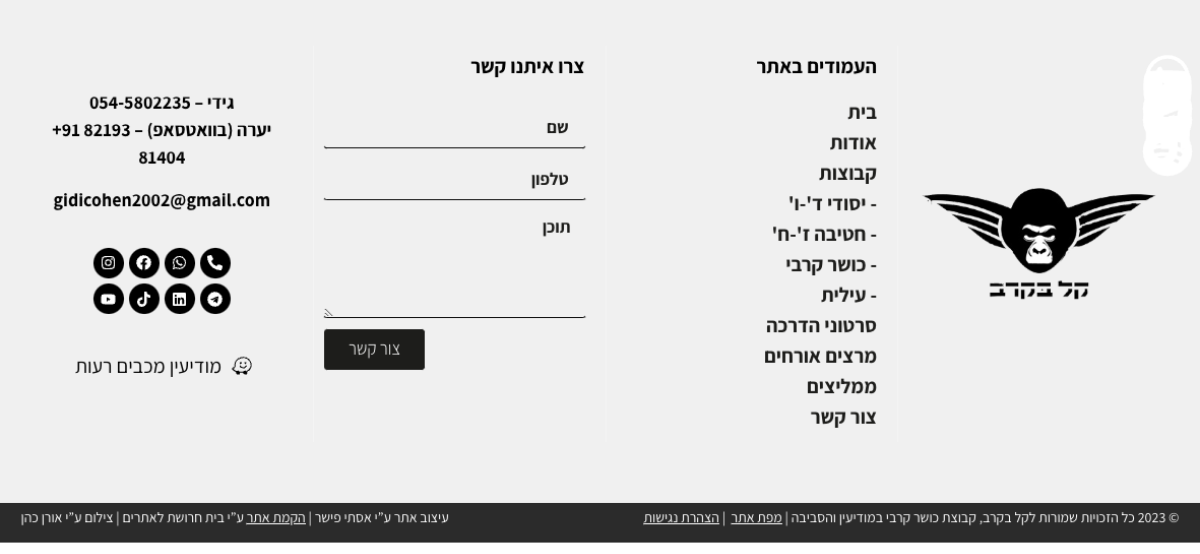 קל בקרב
העמודים באתר
בית
אודות
קבוצות
- יסודי ד'-ו'
- חטיבה ז'-ח'
- כושר קרבי
- עילית
סרטוני הדרכה
מרצים אורחים
ממליצים
צור קשר
צרו איתנו קשר
שם
טלפון
תוכן
צור קשר
גידי – 054-5802235
יערה (בוואטסאפ) – 82193 91+
81404
gidicohen2002@gmail.com
מודיעין מכבים רעות
© 2023 כל הזכויות שמורות לקל בקרב, קבוצת כושר קרבי במודיעין והסביבה | מפת אתר | הצהרת נגישות
עיצוב אתר ע"י אסתי פישר | הקמת אתר ע"י בית חרושת לאתרים | צילום ע"י אורן כהן